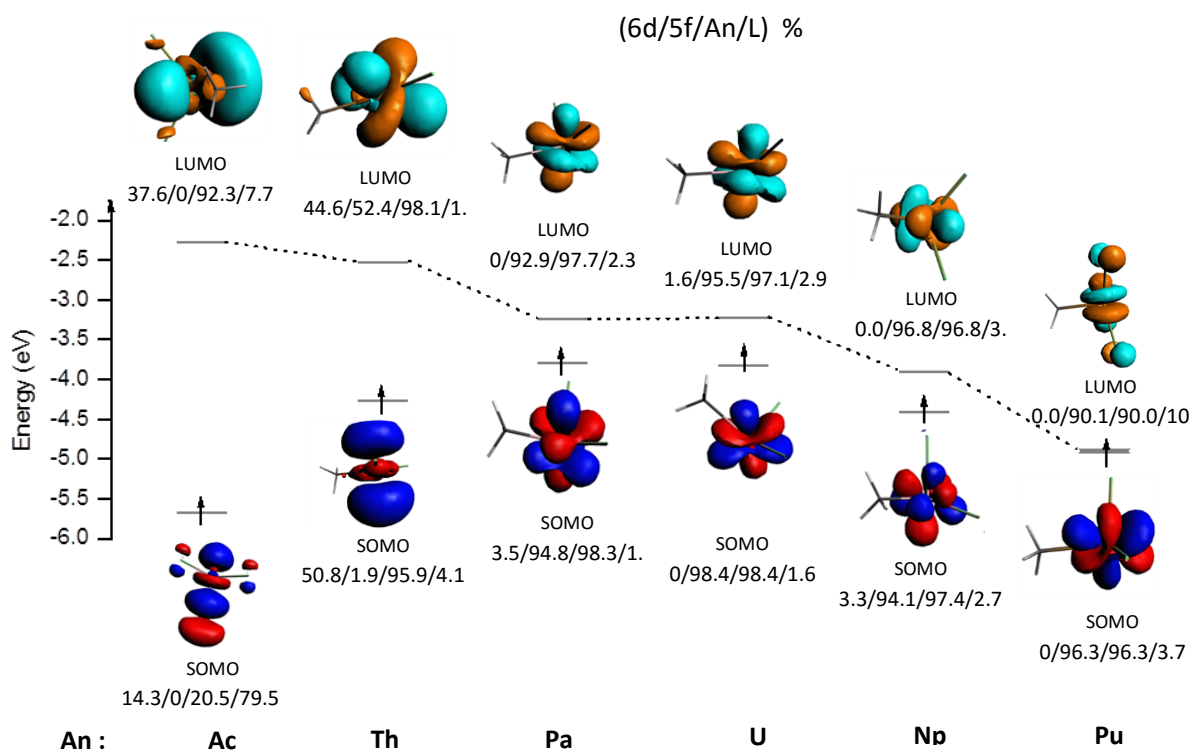 (6d/5f/An/L) %
LUMO
37.6/0/92.3/7.7
LUMO
44.6/52.4/98.1/1.
LUMO
0/92.9/97.7/2.3
LUMO
1.6/95.5/97.1/2.9
LUMO
0.0/96.8/96.8/3.
LUMO
0.0/90.1/90.0/10
Energy (eV)
-2.0
-2.5
-3.0
-3.5
-4.0
-4.5
-5.0
-5.5
-6.0
SOMO
14.3/0/20.5/79.5
SOMO
50.8/1.9/95.9/4.1
SOMO
3.5/94.8/98.3/1.
SOMO
0/98.4/98.4/1.6
SOMO
3.3/94.1/97.4/2.7
SOMO
0/96.3/96.3/3.7
An : Ac Th Pa U Np Pu